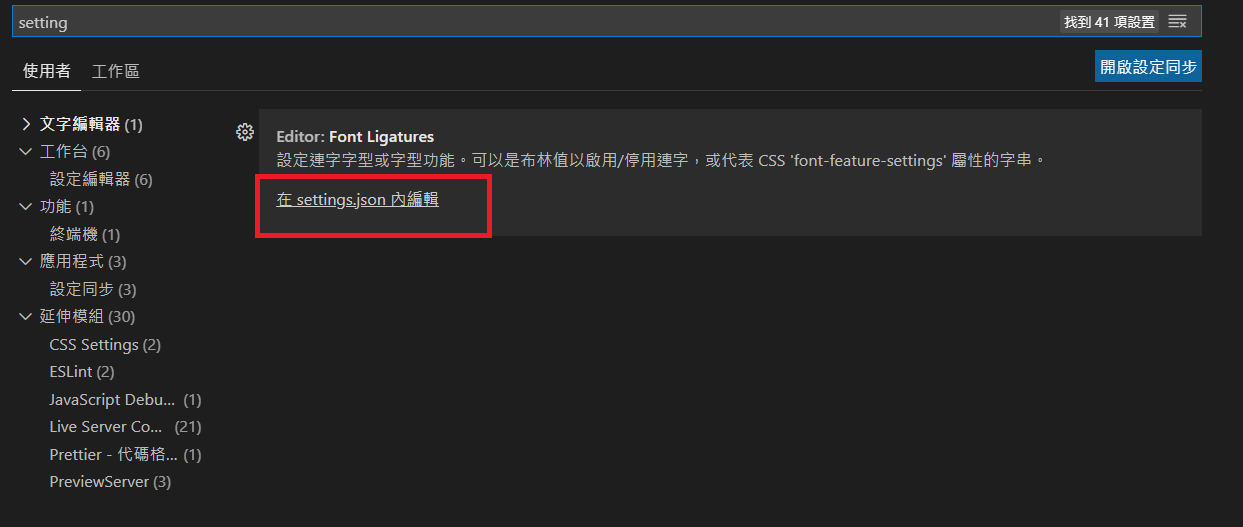 setting
找到 41 項設置
使用者 工作區
開啟設定同步
文字編輯器 (1)
工作台 (6)
設定編輯器 (6)
功能 (1)
終端機 (1)
應用程式 (3)
設定同步 (3)
延伸模組 (30)
CSS Settings (2)
ESLint (2)
JavaScript Debu... (1)
Live Server Co... (21)
Prettier - 代碼格... (1)
PreviewServer (3)
Editor: Font Ligatures
設定連字字型或字型功能。可以是布林值以啟用/停用連字，或代表 CSS 'font-feature-settings' 屬性的字串。
在 settings.json 內編輯